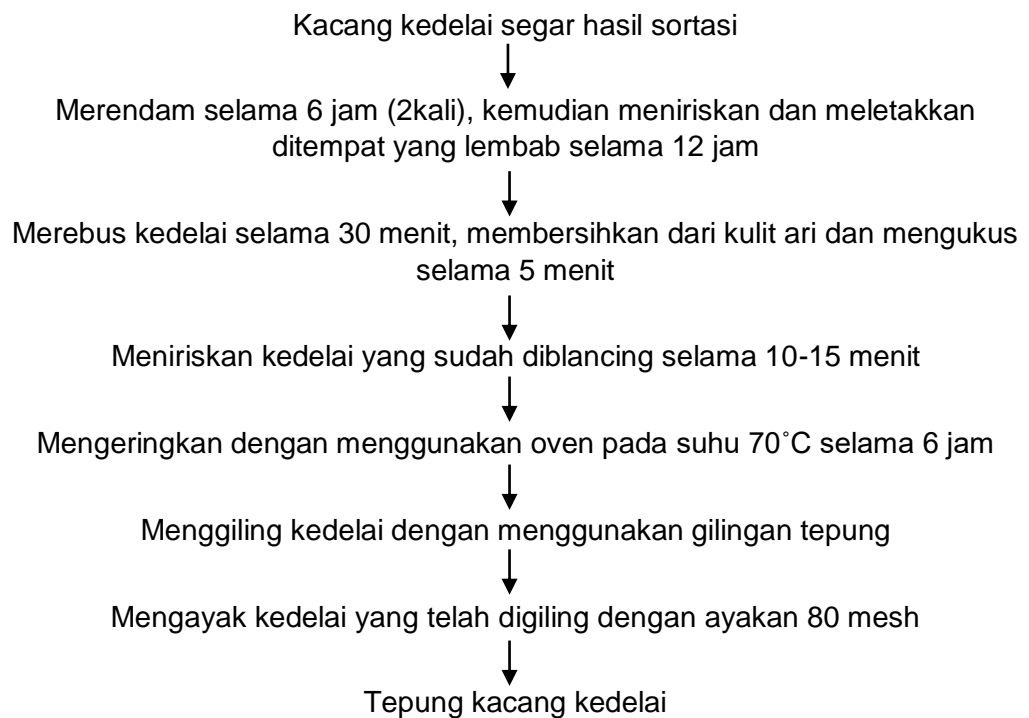 Kacang kedelai segar hasil sortasi
Merendam selama 6 jam (2kali), kemudian meniriskan dan meletakkan
ditempat yang lembab selama 12 jam
Merebus kedelai selama 30 menit, membersihkan dari kulit ari dan mengukus
selama 5 menit
Meniriskan kedelai yang sudah diblancing selama 10-15 menit
Mengeringkan dengan menggunakan oven pada suhu 70˚C selama 6 jam
Menggiling kedelai dengan menggunakan gilingan tepung
Mengayak kedelai yang telah digiling dengan ayakan 80 mesh
Tepung kacang kedelai